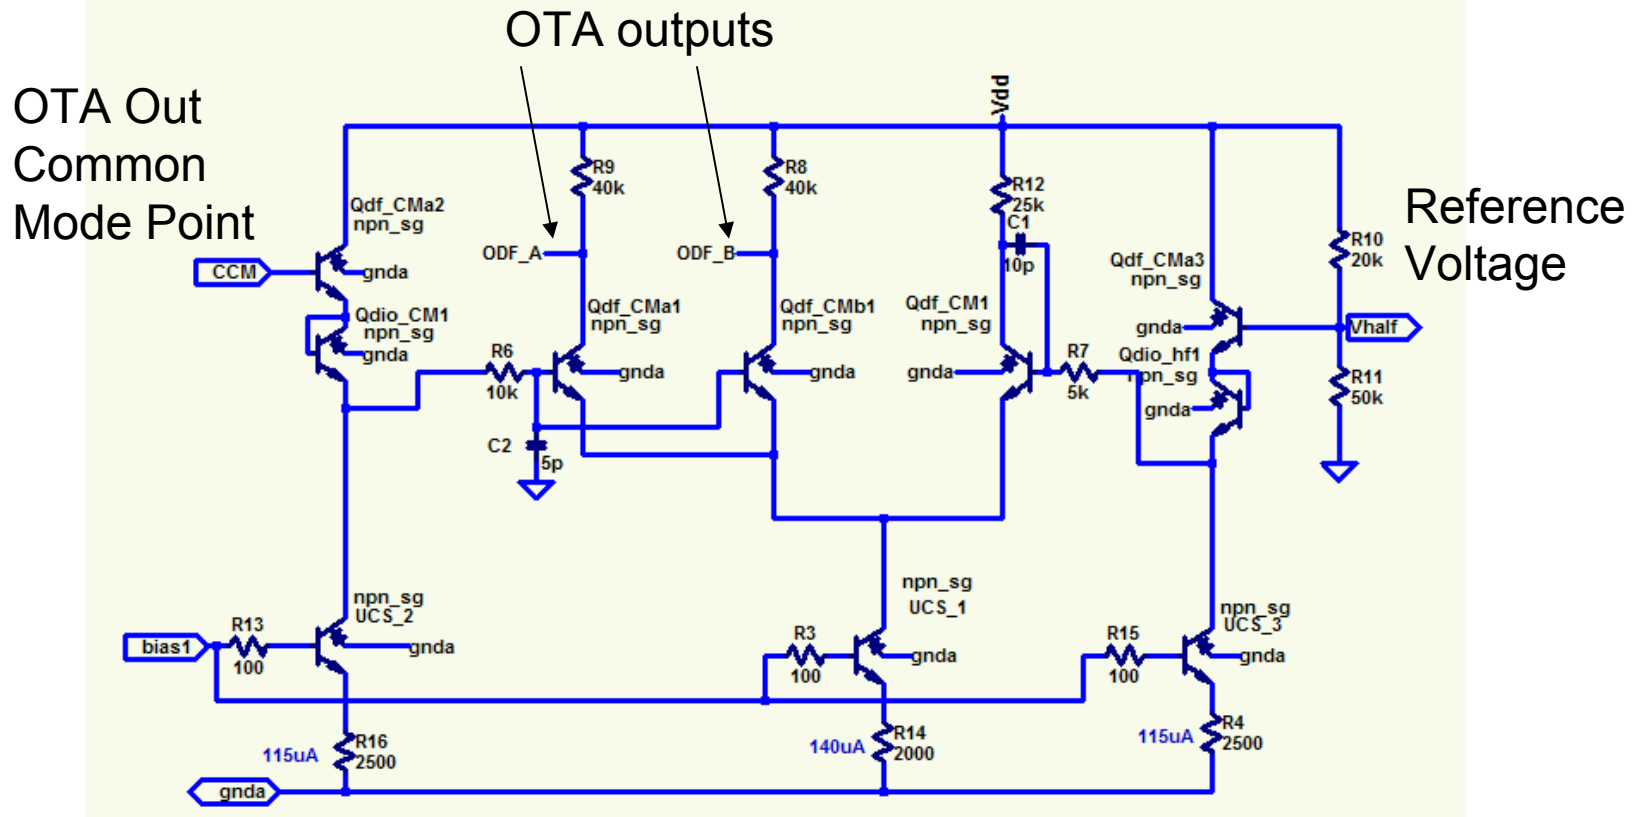 OTA outputs
OTA Out
Common
Mode Point
Vdd
R9
40k
R8
40k
R12
25k
C1
10p
Reference
Voltage
R10
20k
Qdf_CMa2
npn_sg
CCM
gnda
ODF_A
ODF_B
Qdf_CMa3
npn_sg
gnda
Vhalf
Qdio_CM1
npn_sg
gnda
Qdf_CMa1
npn_sg
gnda
Qdf_CMb1
npn_sg
gnda
Qdf_CM1
npn_sg
gnda
R6
10k
R7
5k
Qdio_hf1
npn_sg
gnda
R11
50k
C2
5p
npn_sg
UCS_2
npn_sg
UCS_1
npn_sg
UCS_3
bias1
R13
100
gnda
R3
100
gnda
R15
100
gnda
115uA
R16
2500
140uA
R14
2000
115uA
R4
2500
gnda